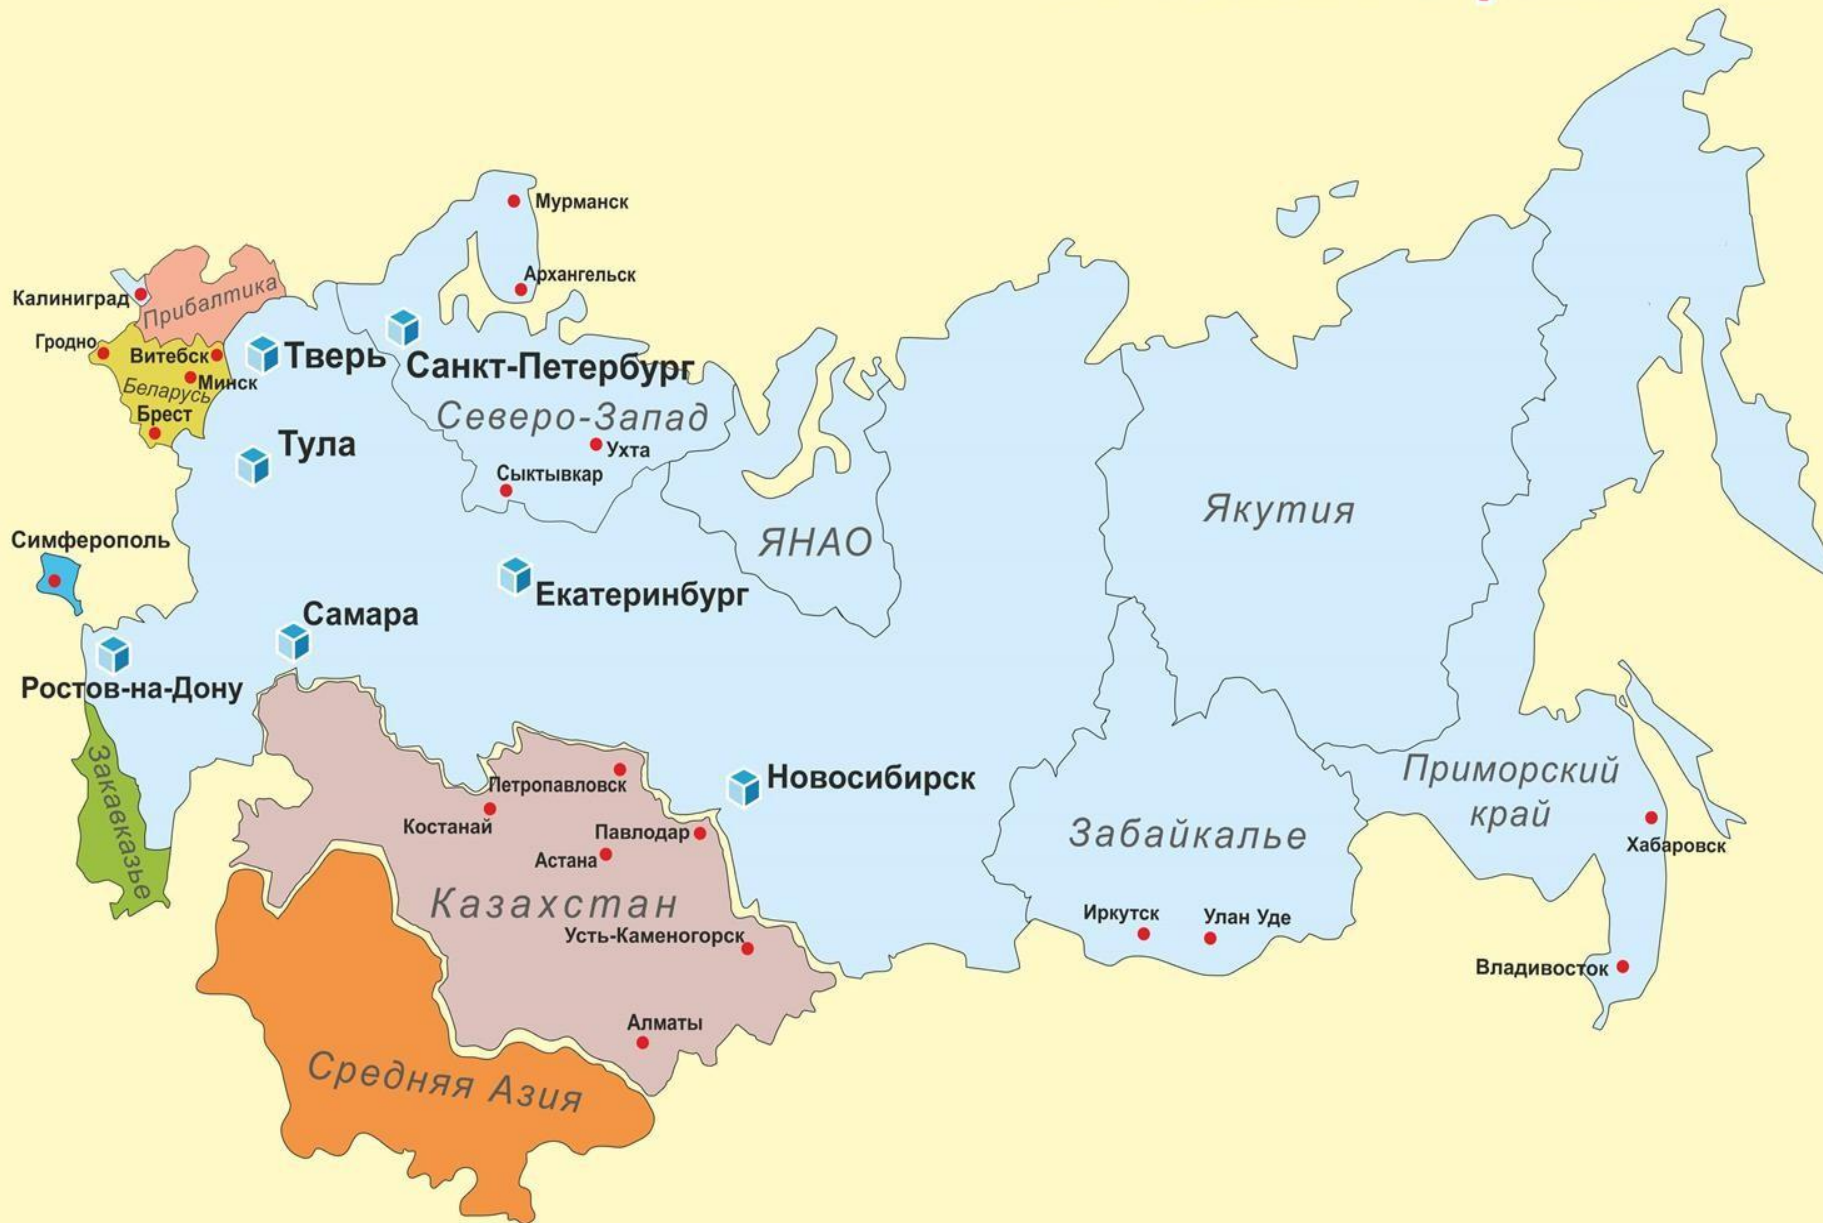 Мурманск
Архангельск
Калиниград
Прибалтика
Гродно
Витебск
Минск
Беларусь
Брест
Тверь
Санкт-Петербург
Северо-Запад
Ухта
Сыктывкар
Тула
ЯНАО
Якутия
Симферополь
Екатеринбург
Самара
Ростов-на-Дону
Закавказье
Петропавловск
Новосибирск
Костанай
Павлодар
Астана
Казахстан
Усть-Каменогорск
Алматы
Средняя Азия
Забайкалье
Иркутск
Улан Уде
Приморский
край
Хабаровск
Владивосток